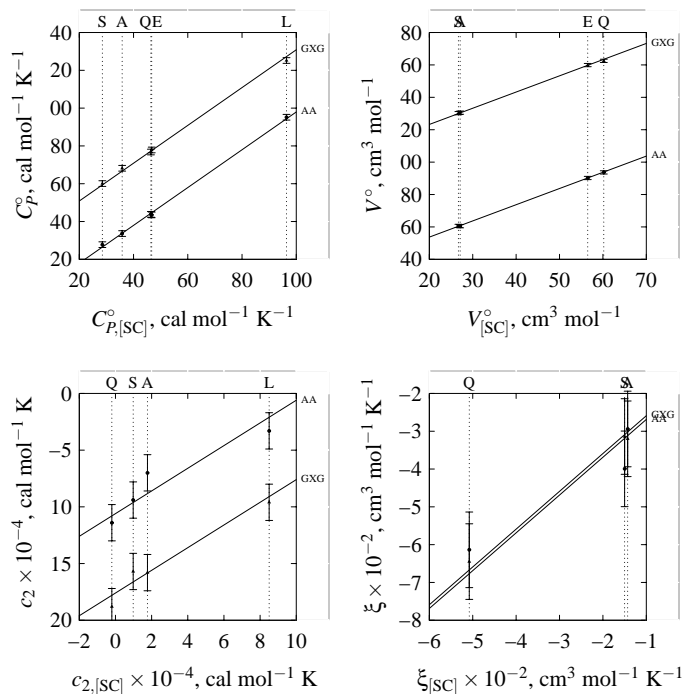 S A Q E L
40
20
00
80
60
40
20
20 40 60 80 100
GXG
AA
C°P, cal mol−1 K−1
C°P,[SC], cal mol−1 K−1
S A E Q
80
60
20
00
80
60
40
20 30 40 50 60 70
GXG
AA
V°, cm3 mol−1
V°[SC], cm3 mol−1
Q S A L
0
−5
10
15
20
−2 0 2 4 6 8 10
AA
GXG
c2 × 10−4, cal mol−1 K
c2,[SC] × 10−4, cal mol−1 K
Q S A
−2
−3
−4
−5
−6
−7
−8
−6 −5 −4 −3 −2 −1
GXG
AA
ξ × 10−2, cm3 mol−1 K−1
ξ[SC] × 10−2, cm3 mol−1 K−1